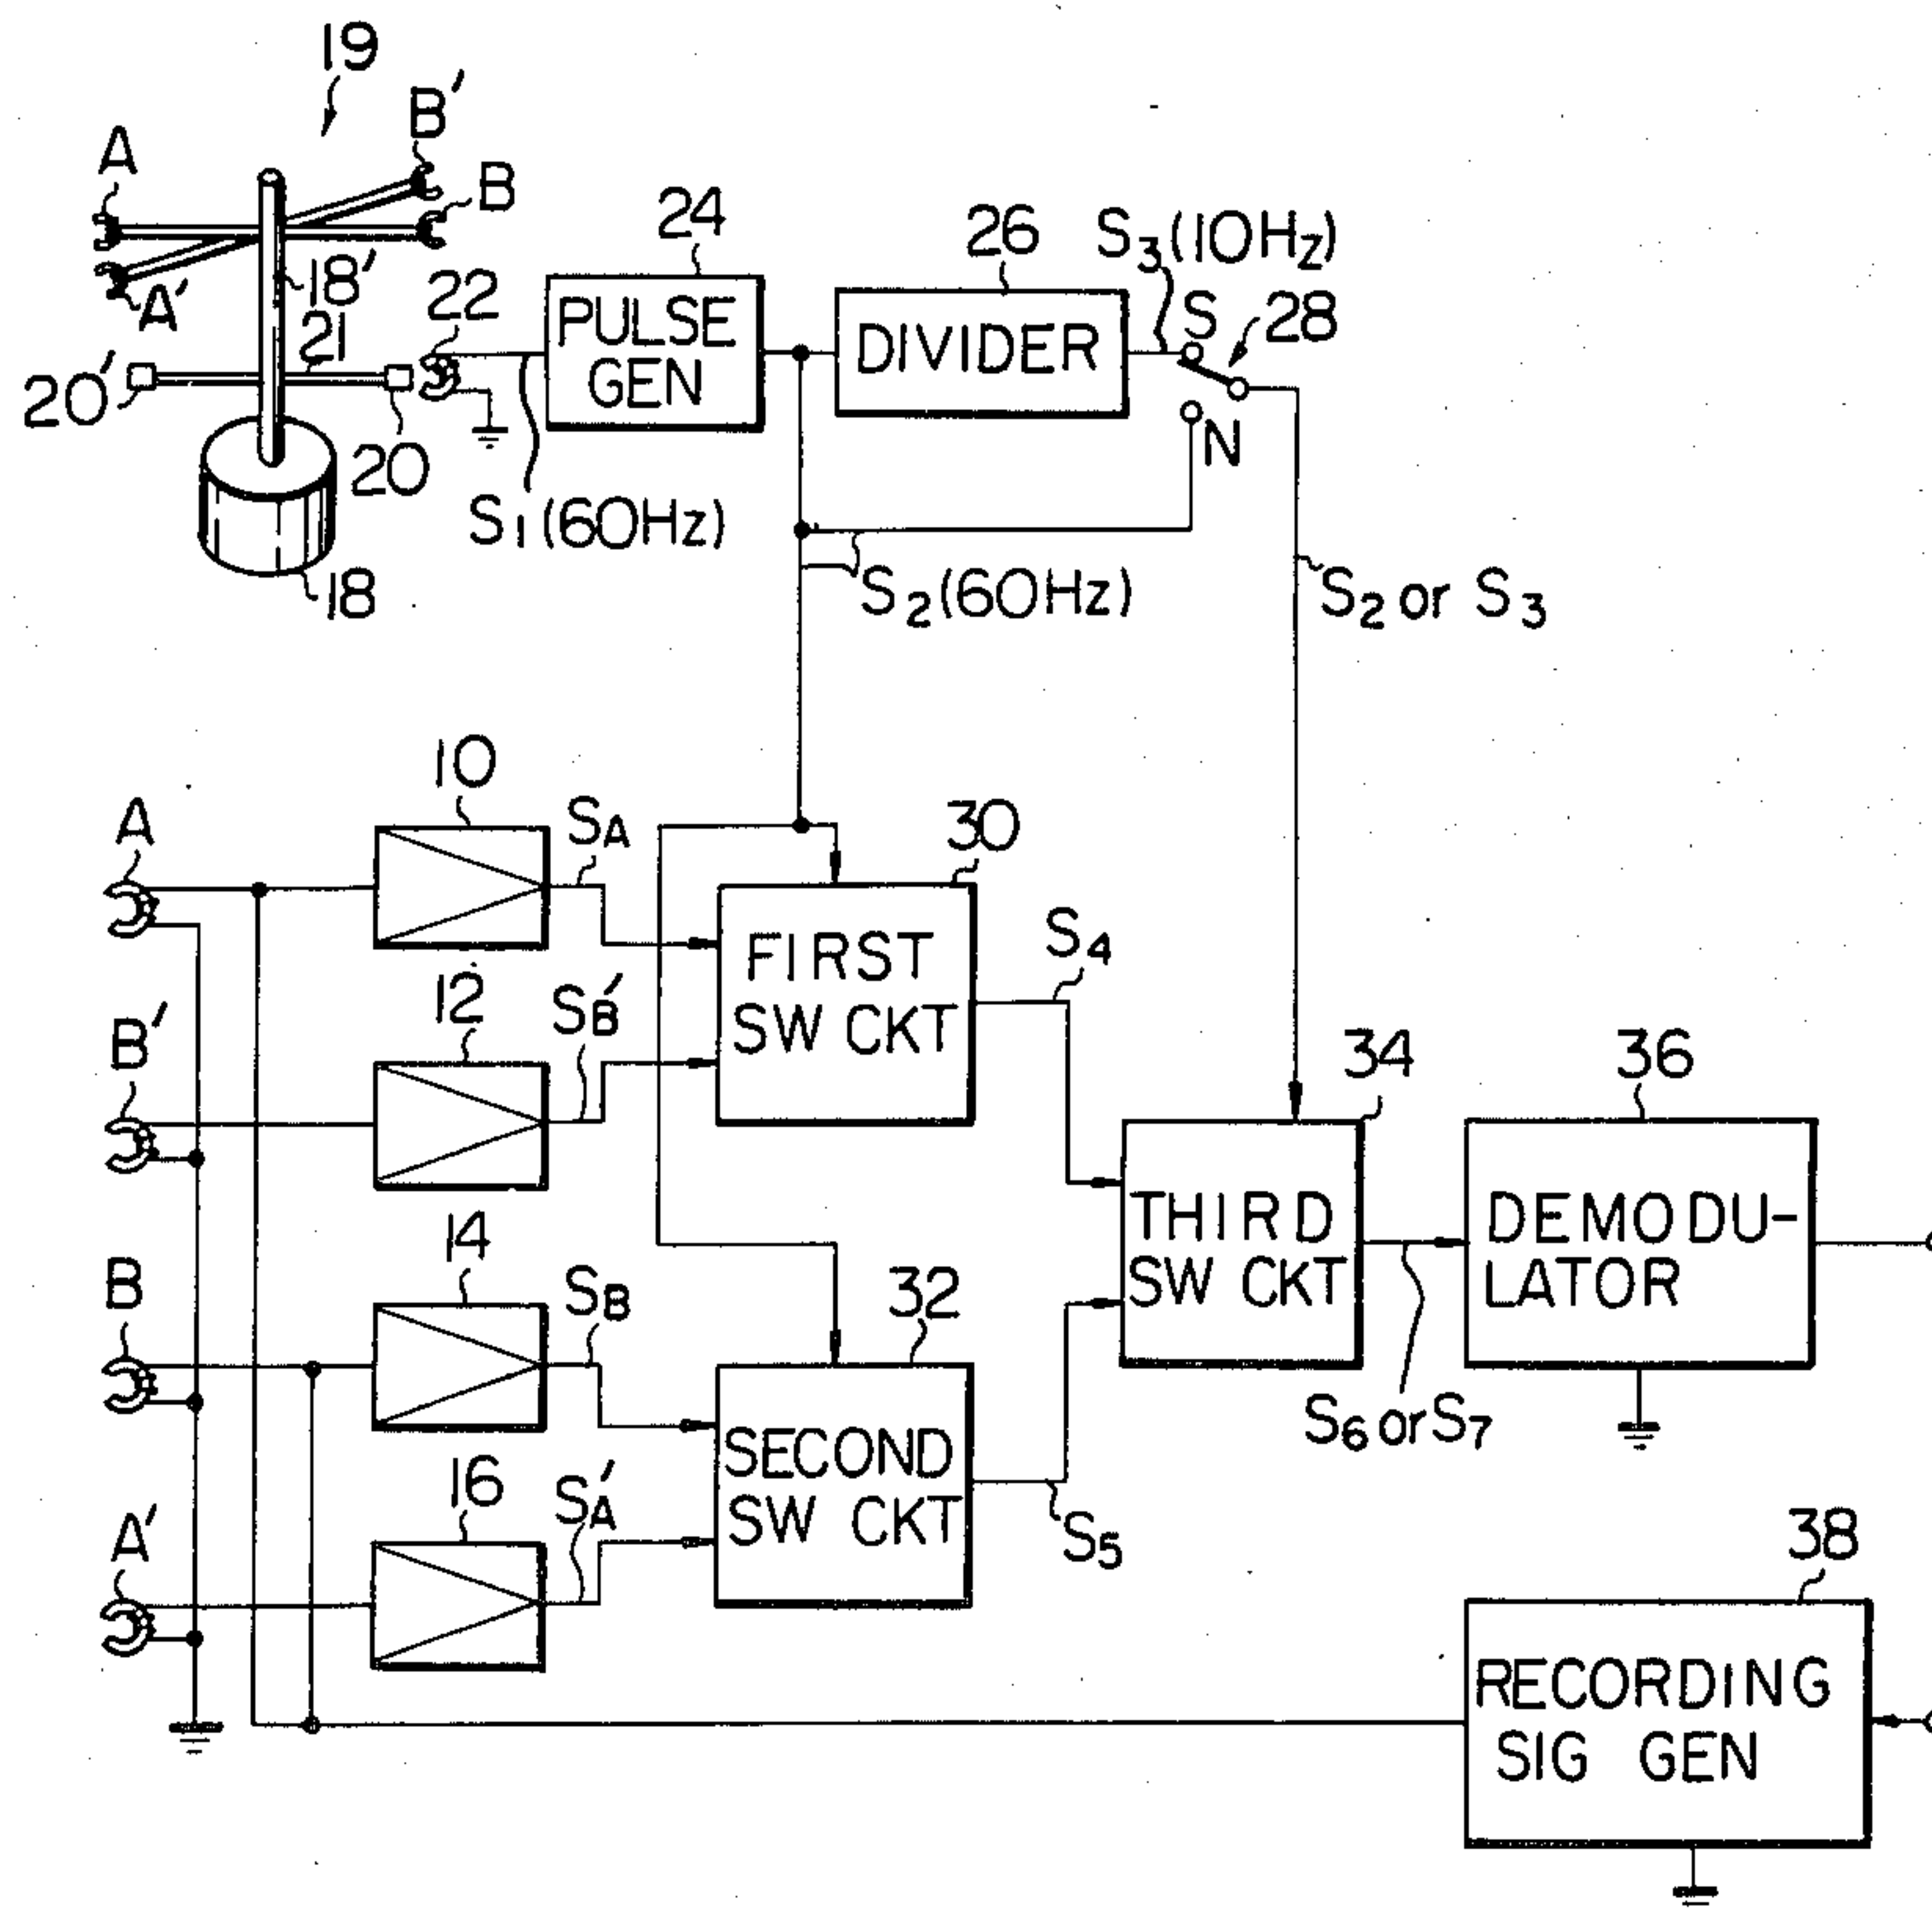 19
A
B'
B
A'
18'
21
22
20'
20
18
24
PULSE
GEN
S1(60Hz)
26
DIVIDER
S3(10Hz)
S
28
N
S2(60Hz)
S2 or S3
A
10
SA
30
FIRST
SW CKT
S4
B'
12
SB'
34
THIRD
SW CKT
36
DEMODU-
LATOR
B
14
SB
32
SECOND
SW CKT
S6 or S7
A'
16
SA'
S5
38
RECORDING
SIG GEN